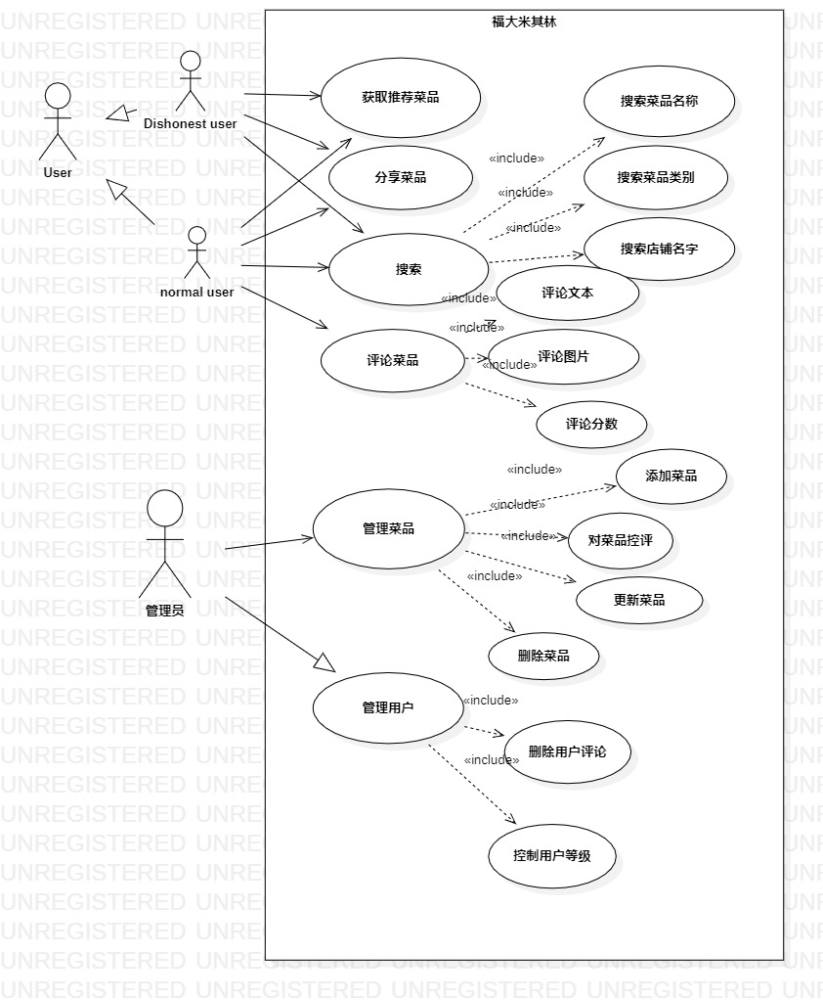 福大米其林
获取推荐菜品
搜索菜品名称
Dishonest user
«include»
User
分享菜品
搜索菜品类别
«include»
«include»
搜索店铺名字
normal user
搜索
评论文本
«include»
«include»
评论菜品
评论图片
«include»
评论分数
«include»
添加菜品
«include»
管理菜品
«include»
对菜品控评
«include»
管理员
更新菜品
删除菜品
«include»
管理用户
删除用户评论
«include»
控制用户等级
UNREGISTERED UNREGISTERED UNREGISTERED UNREGISTERED UNR